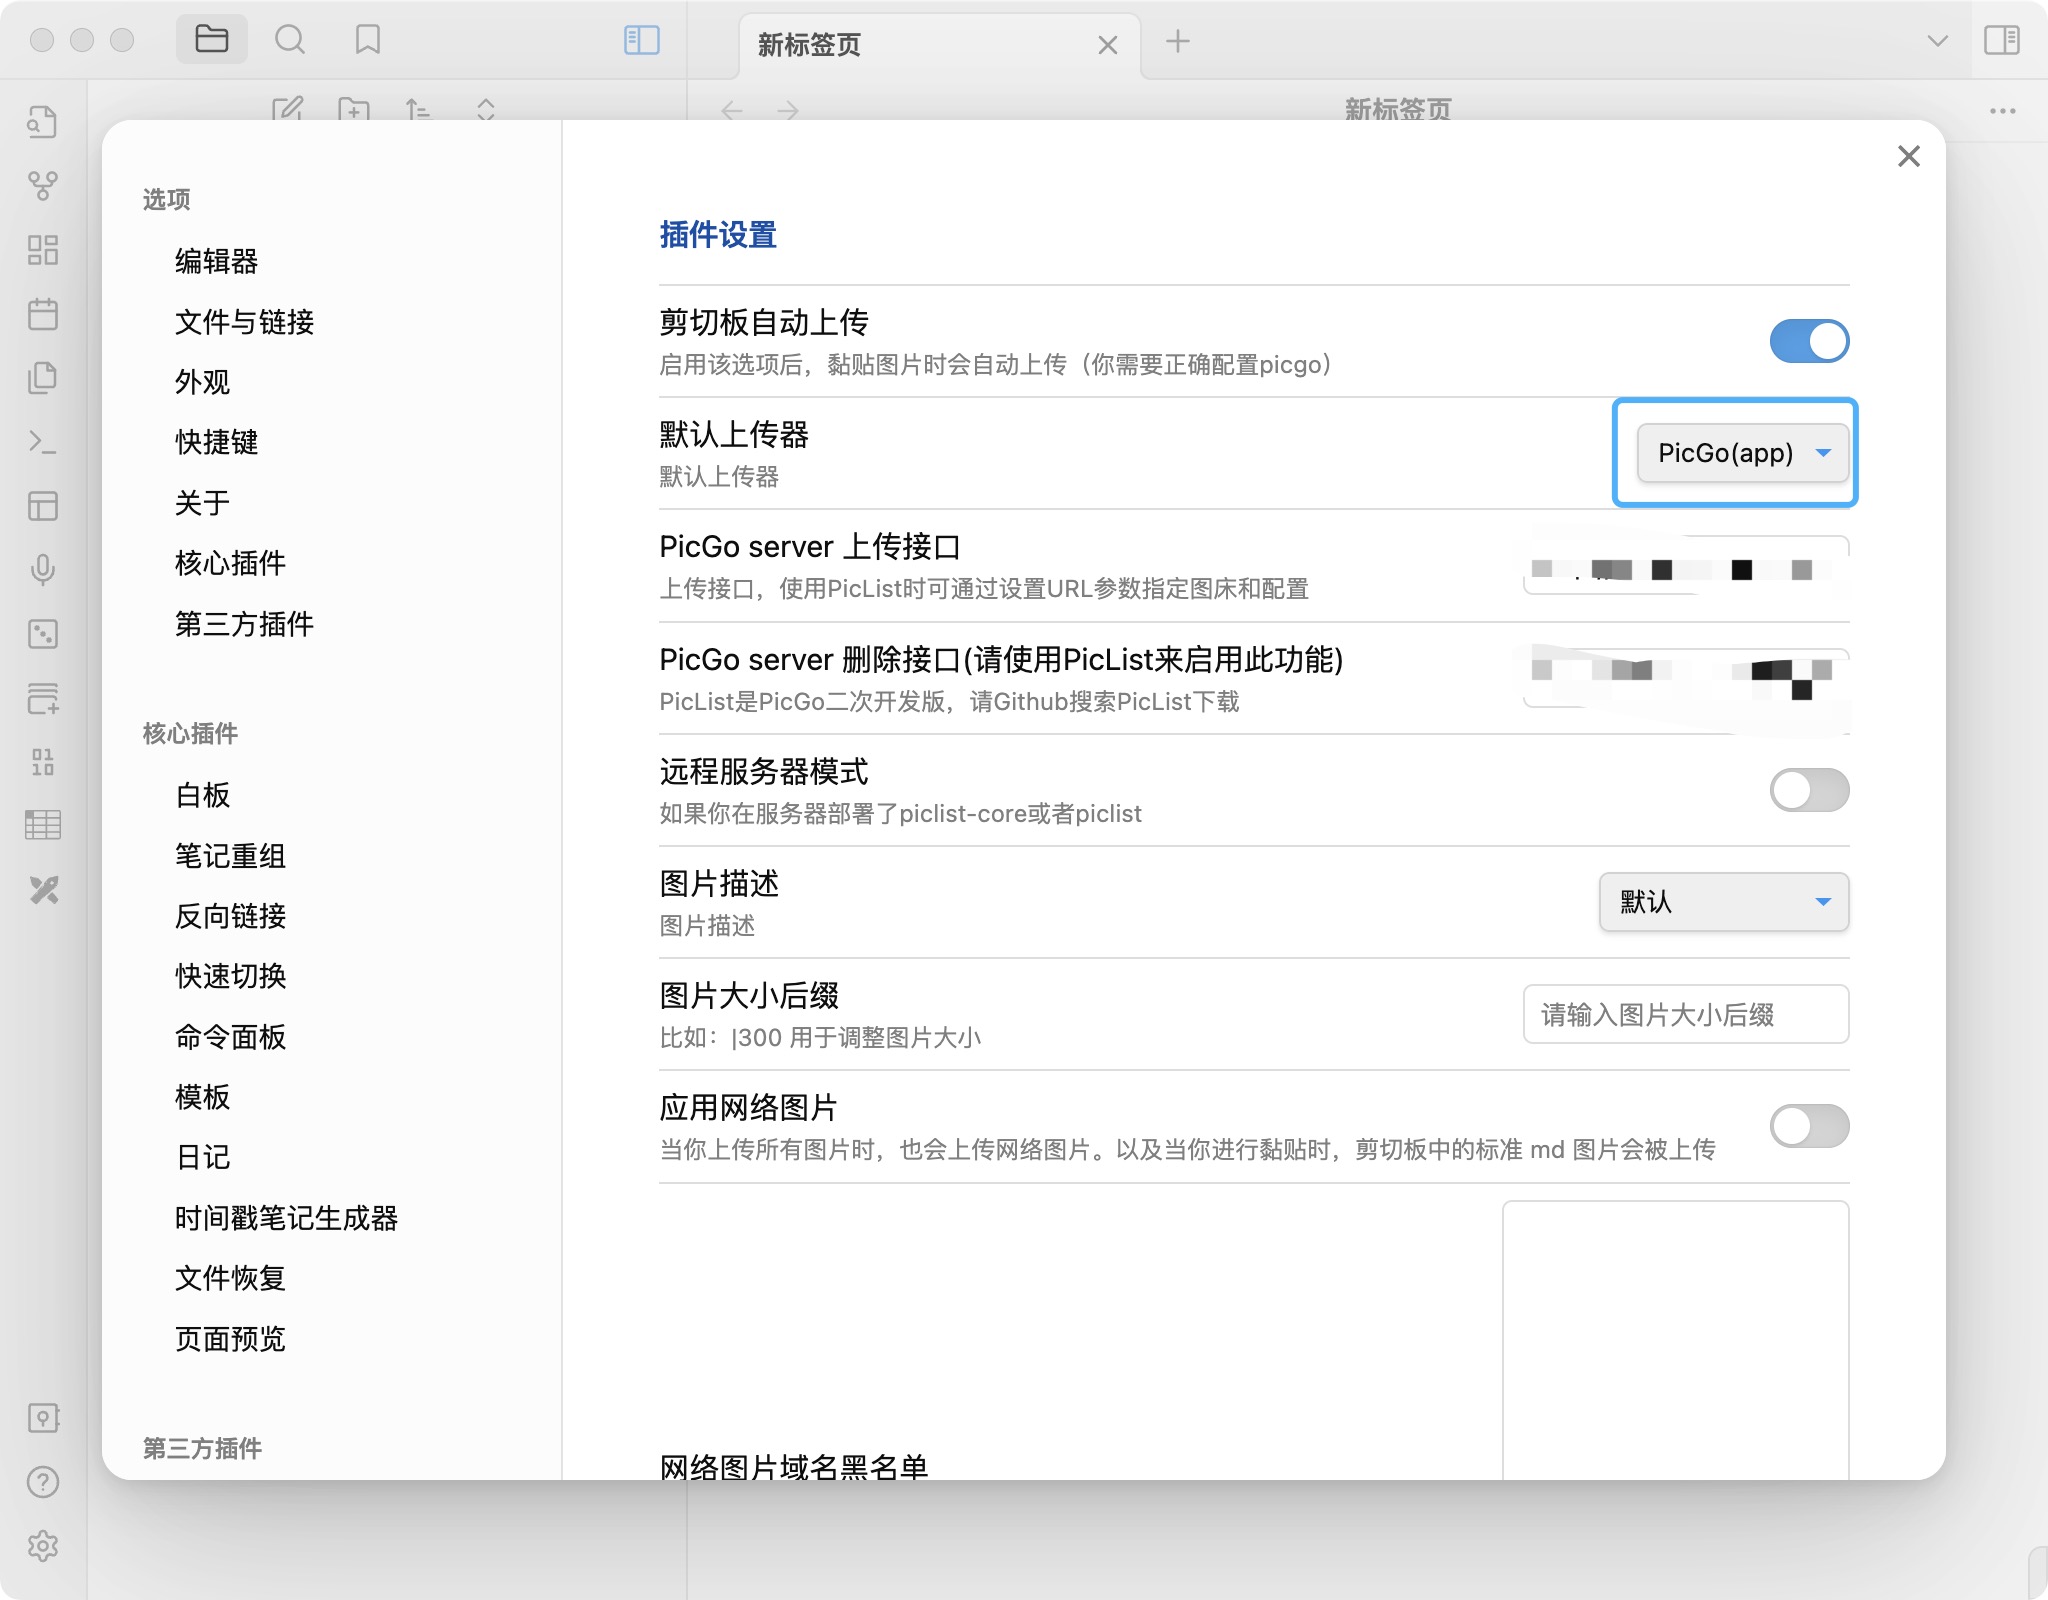 新标签页
新标签页
选项
编辑器
文件与链接
外观
快捷键
关于
核心插件
第三方插件
核心插件
白板
笔记重组
反向链接
快速切换
命令面板
模板
日记
时间戳笔记生成器
文件恢复
页面预览
第三方插件
插件设置
剪切板自动上传
启用该选项后，黏贴图片时会自动上传（你需要正确配置picgo）
默认上传器
默认上传器
PicGo(app)
PicGo server 上传接口
上传接口，使用PicList时可通过设置URL参数指定图床和配置
PicGo server 删除接口(请使用PicList来启用此功能)
PicList是PicGo二次开发版，请Github搜索PicList下载
远程服务器模式
如果你在服务器部署了piclist-core或者piclist
图片描述
图片描述
默认
图片大小后缀
比如：|300 用于调整图片大小
请输入图片大小后缀
应用网络图片
当你上传所有图片时，也会上传网络图片。以及当你进行黏贴时，剪切板中的标准 md 图片会被上传
网络图片域名黑名单